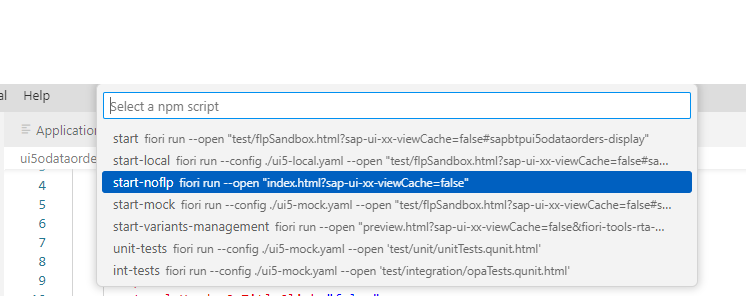 al Help
Select a npm script
Application
start fiori run --open "test/flpSandbox.html?sap-ui-xx-viewCache=false#sapbtpui5odataorders-display"
ui5odataorde
start-local fiori run --config ./ui5-local.yaml --open "test/flpSandbox.html?sap-ui-xx-viewCache=false#sa...
4
start-noflp fiori run --open "index.html?sap-ui-xx-viewCache=false"
5
start-mock fiori run --config ./ui5-mock.yaml --open "test/flpSandbox.html?sap-ui-xx-viewCache=false#s...
6
start-variants-management fiori run --open "preview.html?sap-ui-xx-viewCache=false&fiori-tools-rta-...
7
unit-tests fiori run --config ./ui5-mock.yaml --open 'test/unit/unitTests.qunit.html'
8
int-tests fiori run --config ./ui5-mock.yaml --open 'test/integration/opaTests.qunit.html'
9
10